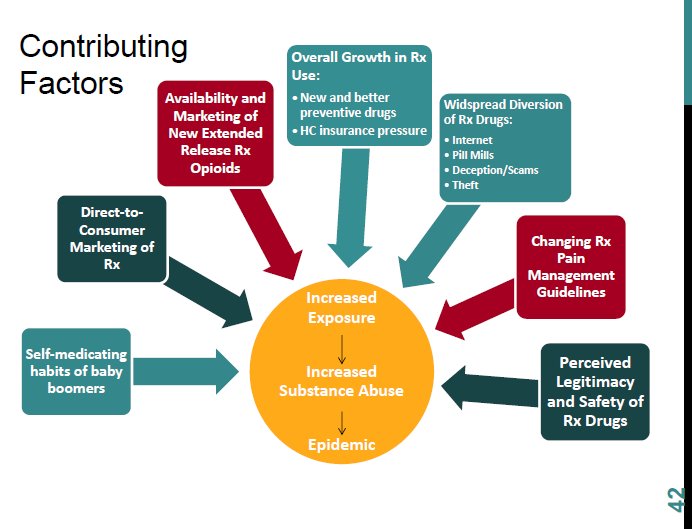 Contributing
Factors
Overall Growth in Rx
Use:
• New and better
preventive drugs
• HC insurance pressure
Availability and
Marketing of
New Extended
Release Rx
Opioids
Widspread Diversion
of Rx Drugs:
• Internet
• Pill Mills
• Deception/Scams
• Theft
Direct-to-
Consumer
Marketing of
Rx
Changing Rx
Pain
Management
Guidelines
Self-medicating
habits of baby
boomers
Perceived
Legitimacy
and Safety of
Rx Drugs
Increased
Exposure
Increased
Substance Abuse
Epidemic
42